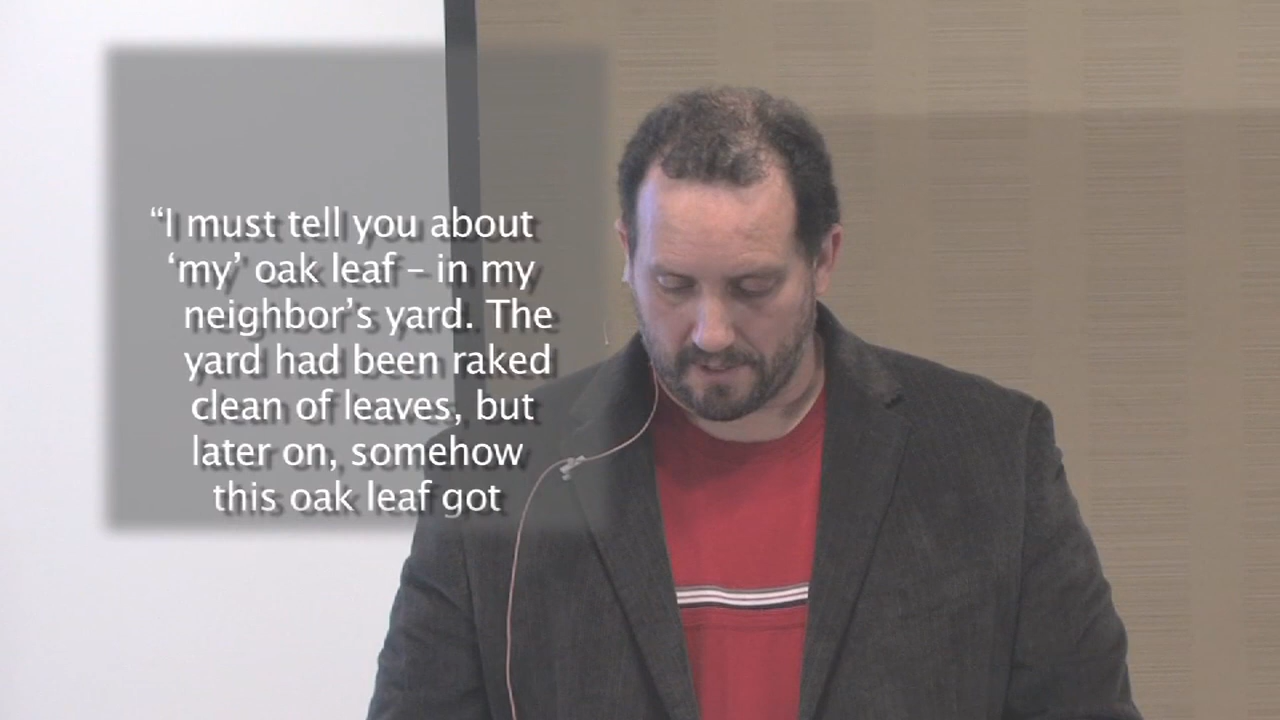 “I must tell you about
‘my’ oak leaf – in my
neighbor’s yard. The
yard had been raked
clean of leaves, but
later on, somehow
this oak leaf got